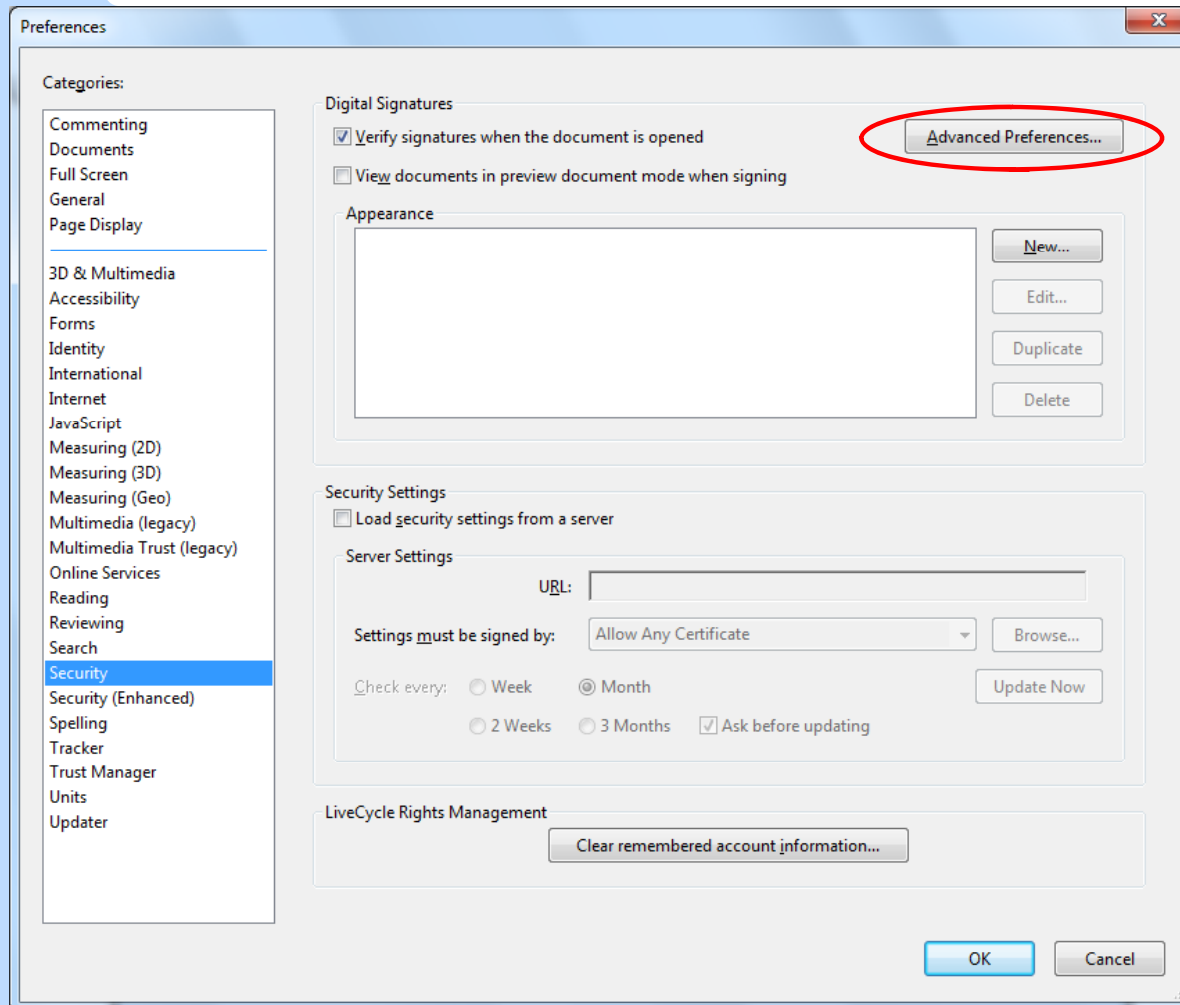 Preferences
Categories:
Commenting
Documents
Full Screen
General
Page Display
3D & Multimedia
Accessibility
Forms
Identity
International
Internet
JavaScript
Measuring (2D)
Measuring (3D)
Measuring (Geo)
Multimedia (legacy)
Multimedia Trust (legacy)
Online Services
Reading
Reviewing
Search
Security
Security (Enhanced)
Spelling
Tracker
Trust Manager
Units
Updater
Digital Signatures
Verify signatures when the document is opened
Advanced Preferences...
View documents in preview document mode when signing
Appearance
New...
Edit...
Duplicate
Delete
Security Settings
Load security settings from a server
Server Settings
URL:
Settings must be signed by: Allow Any Certificate Browse...
Check every: Week Month Update Now
2 Weeks 3 Months Ask before updating
LiveCycle Rights Management
Clear remembered account information...
OK Cancel